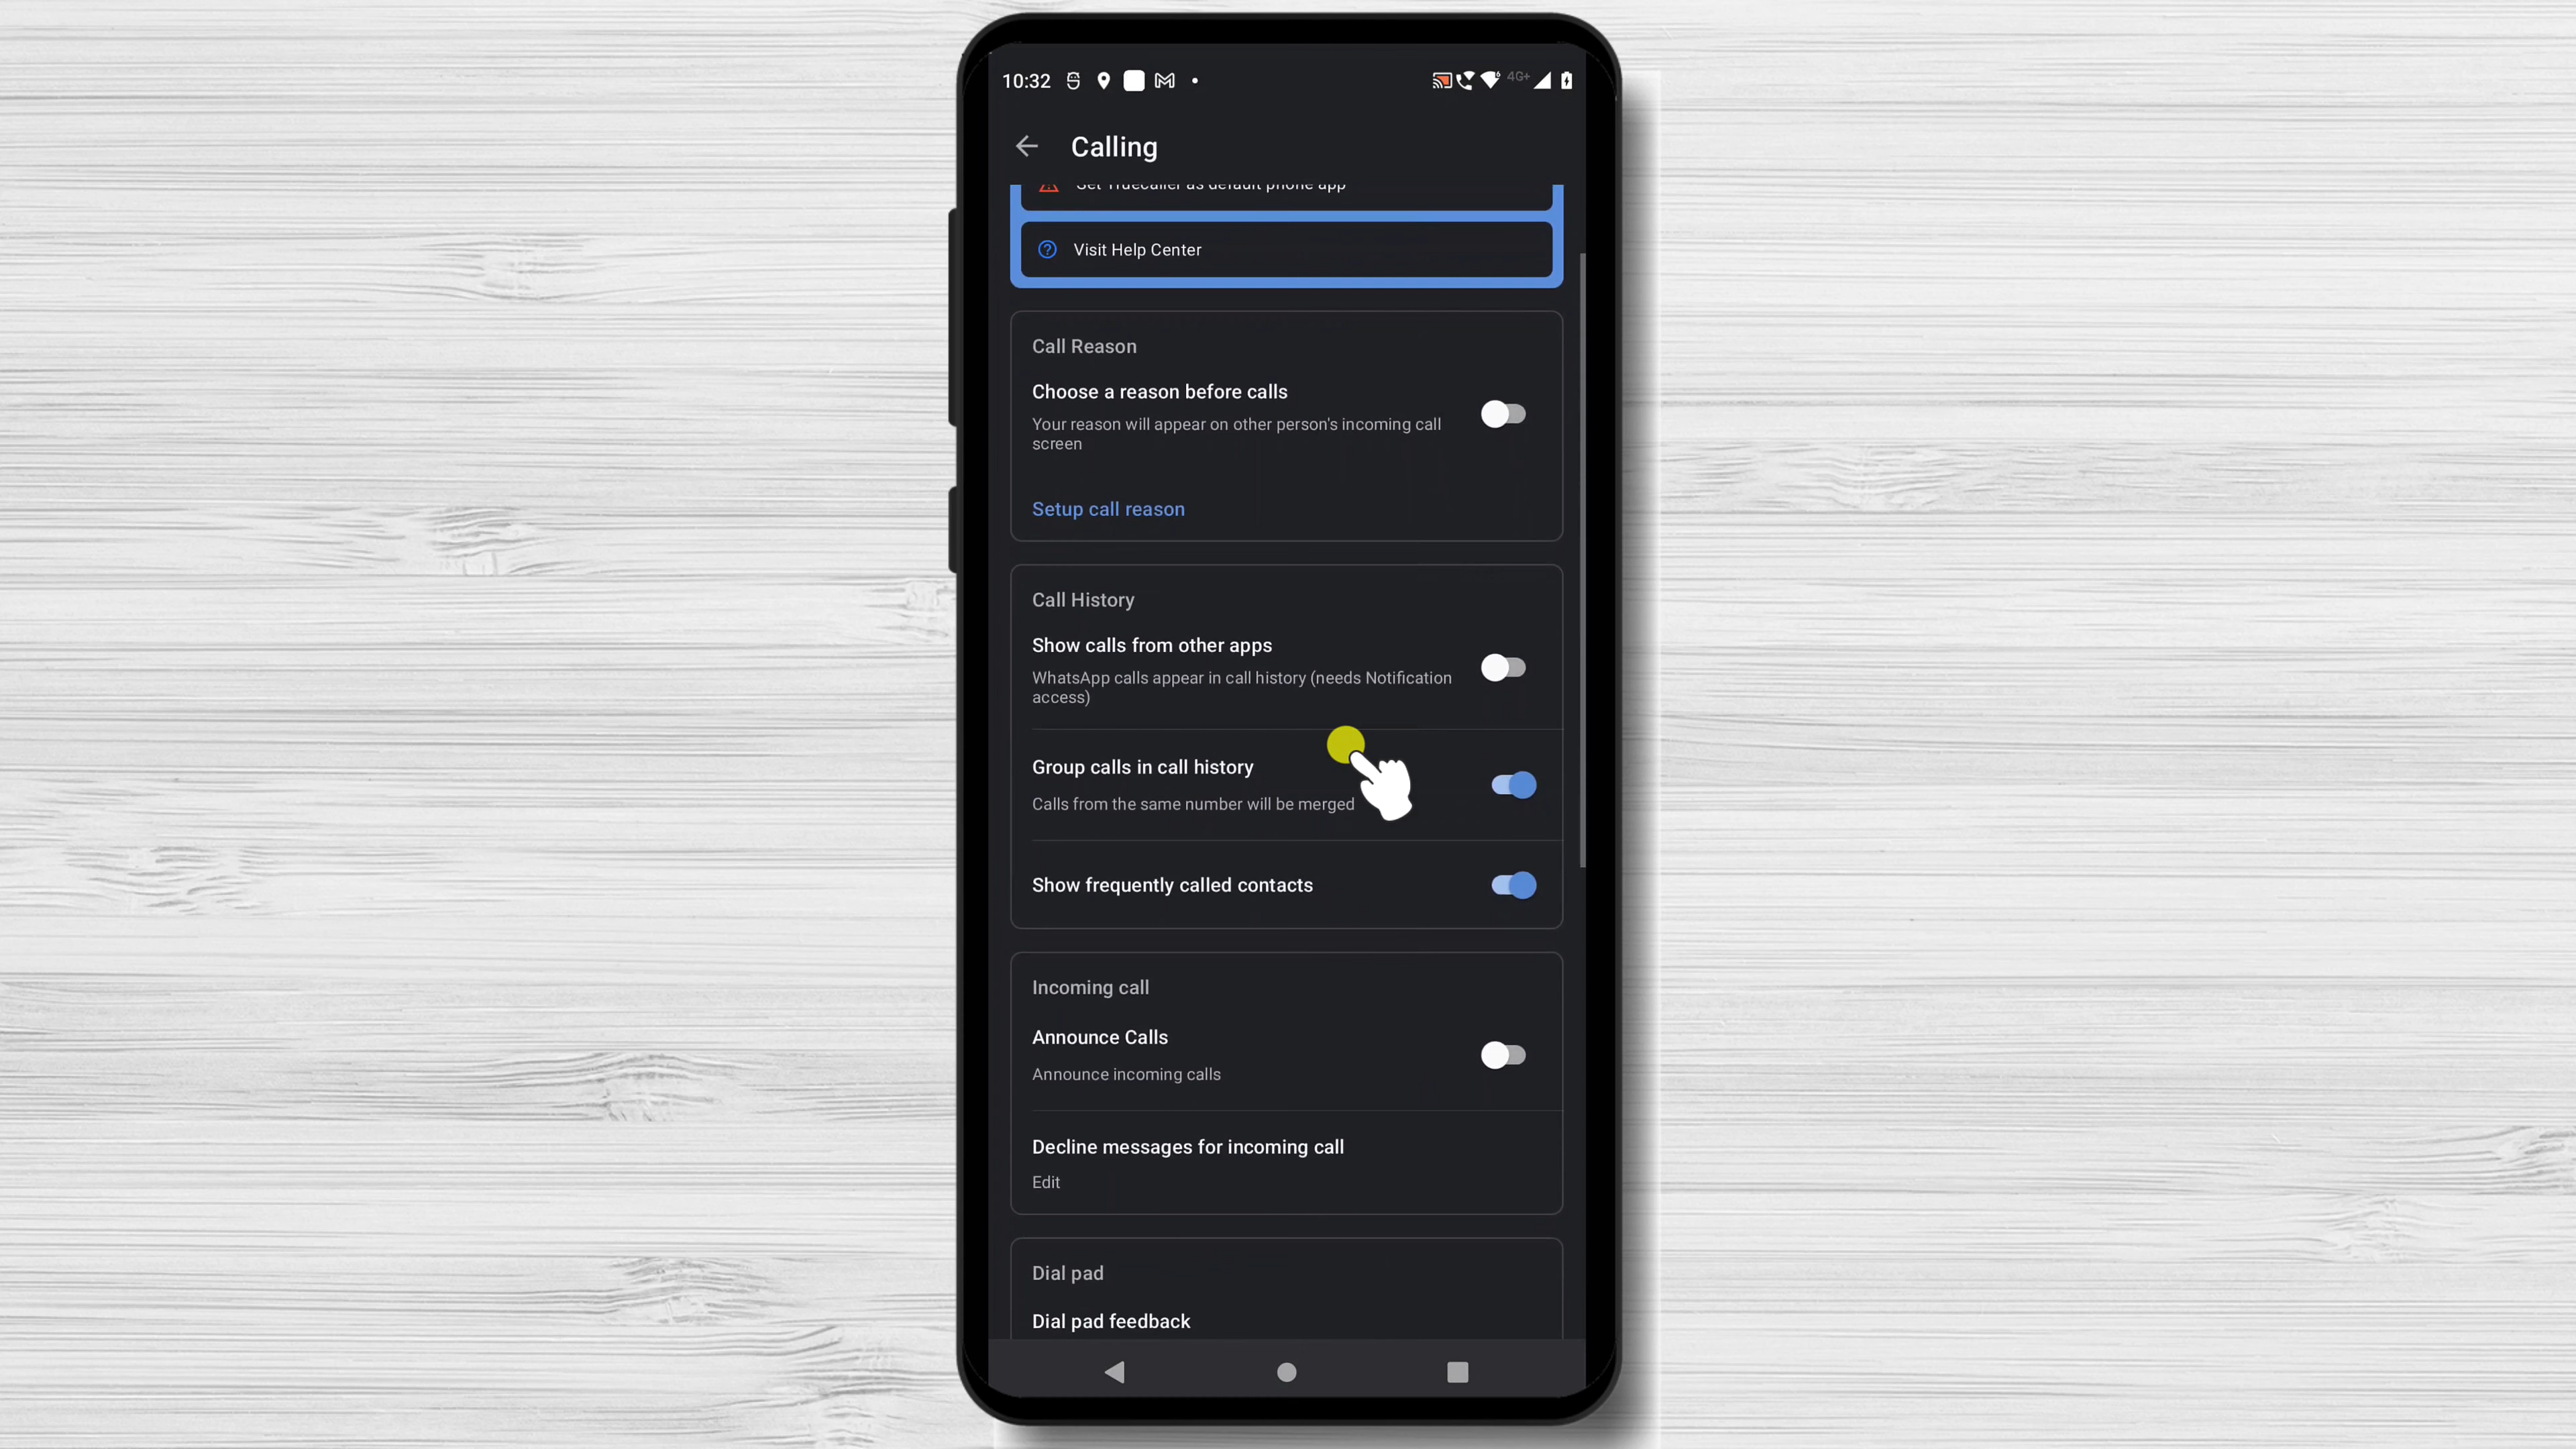 10:32
4G+
Calling
Set Truecaller as default phone app
Visit Help Center
Call Reason
Choose a reason before calls
Your reason will appear on other person's incoming call
screen
Setup call reason
Call History
Show calls from other apps
WhatsApp calls appear in call history (needs Notification
access)
Group calls in call history
Calls from the same number will be merged
Show frequently called contacts
Incoming call
Announce Calls
Announce incoming calls
Decline messages for incoming call
Edit
Dial pad
Dial pad feedback